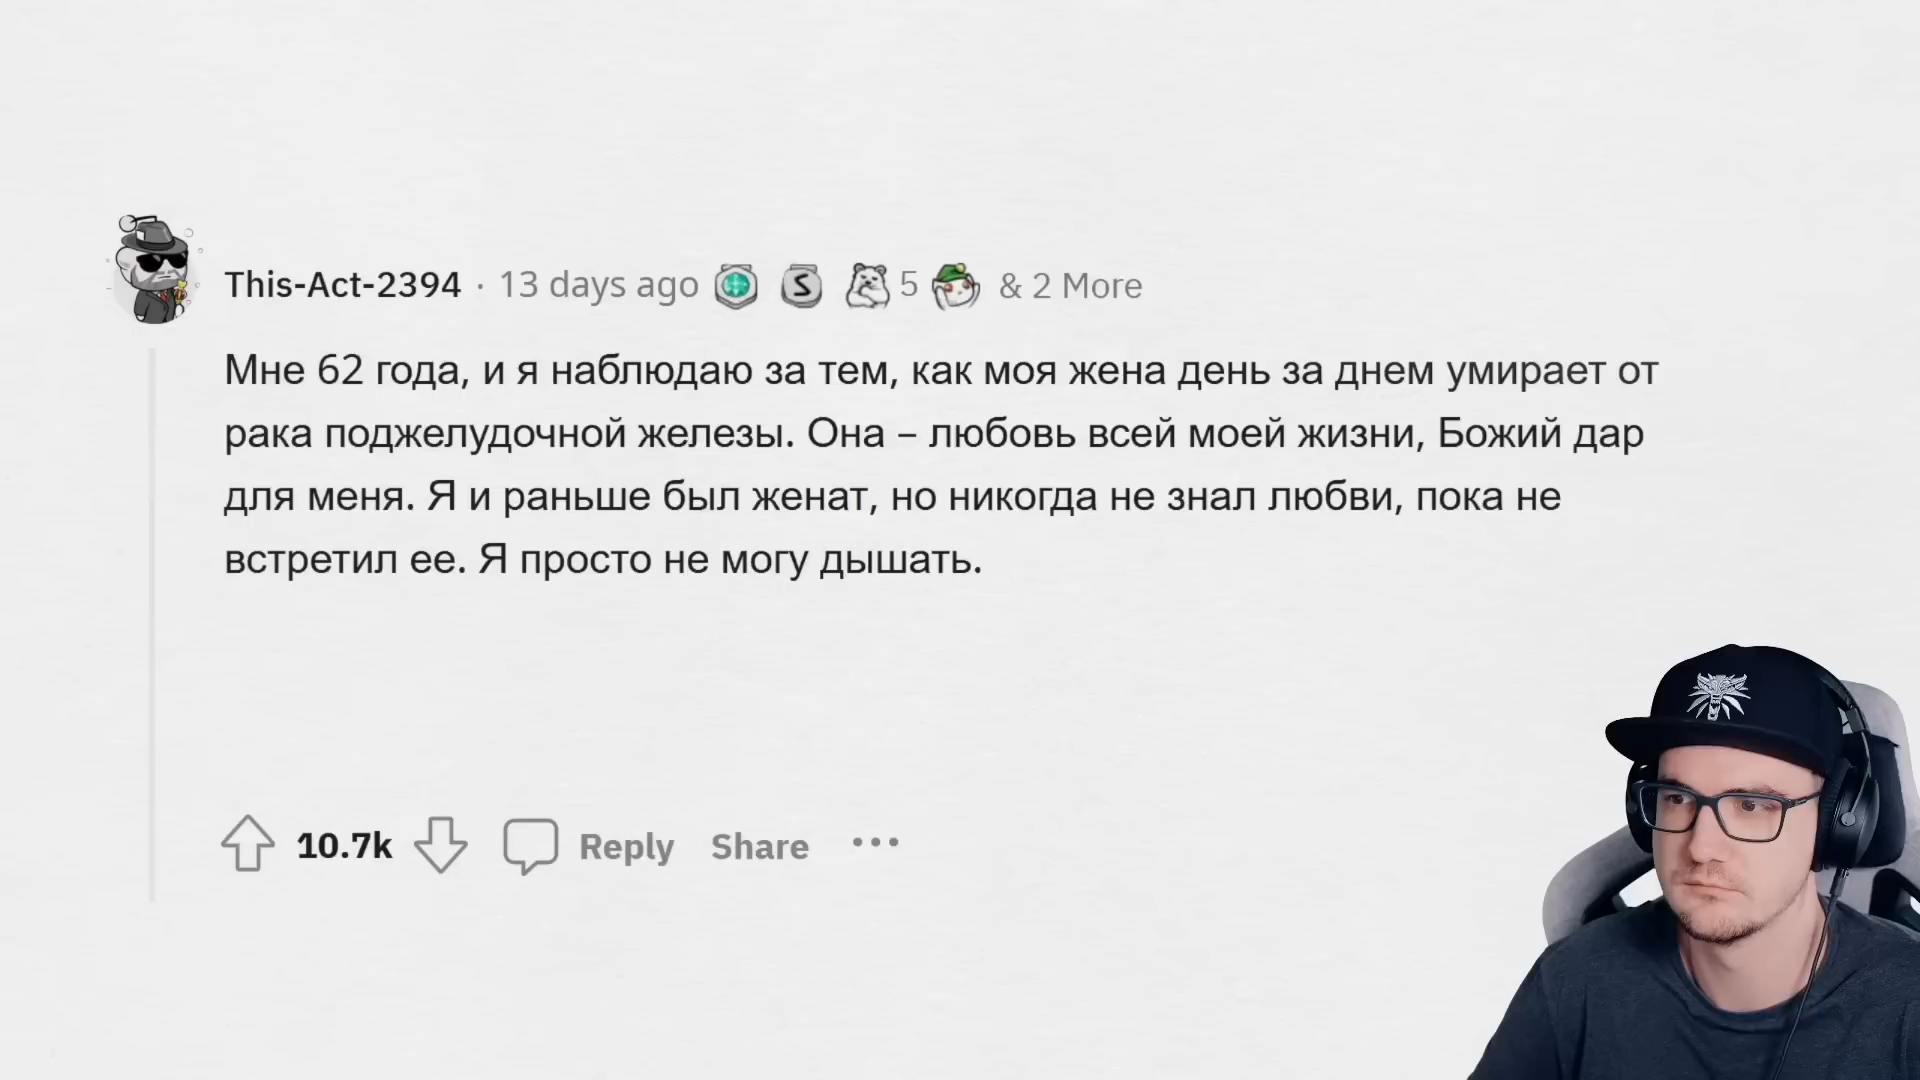 This-Act-2394 · 13 days ago 5 & 2 More
Мне 62 года, и я наблюдаю за тем, как моя жена день за днем умирает от
рака поджелудочной железы. Она – любовь всей моей жизни, Божий дар
для меня. Я и раньше был женат, но никогда не знал любви, пока не
встретил ее. Я просто не могу дышать.
10.7k Reply Share ···